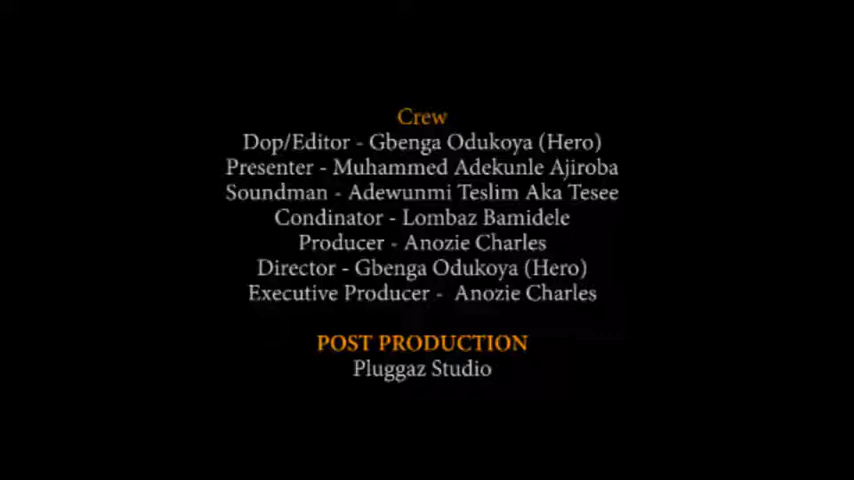 Crew
Dop/Editor - Gbenga Odukoya (Hero)
Presenter - Muhammed Adekunle Ajiroba
Soundman - Adewunmi Teslim Aka Tesee
Condinator - Lombaz Bamidele
Producer - Anozie Charles
Director - Gbenga Odukoya (Hero)
Executive Producer - Anozie Charles
POST PRODUCTION
Pluggaz Studio